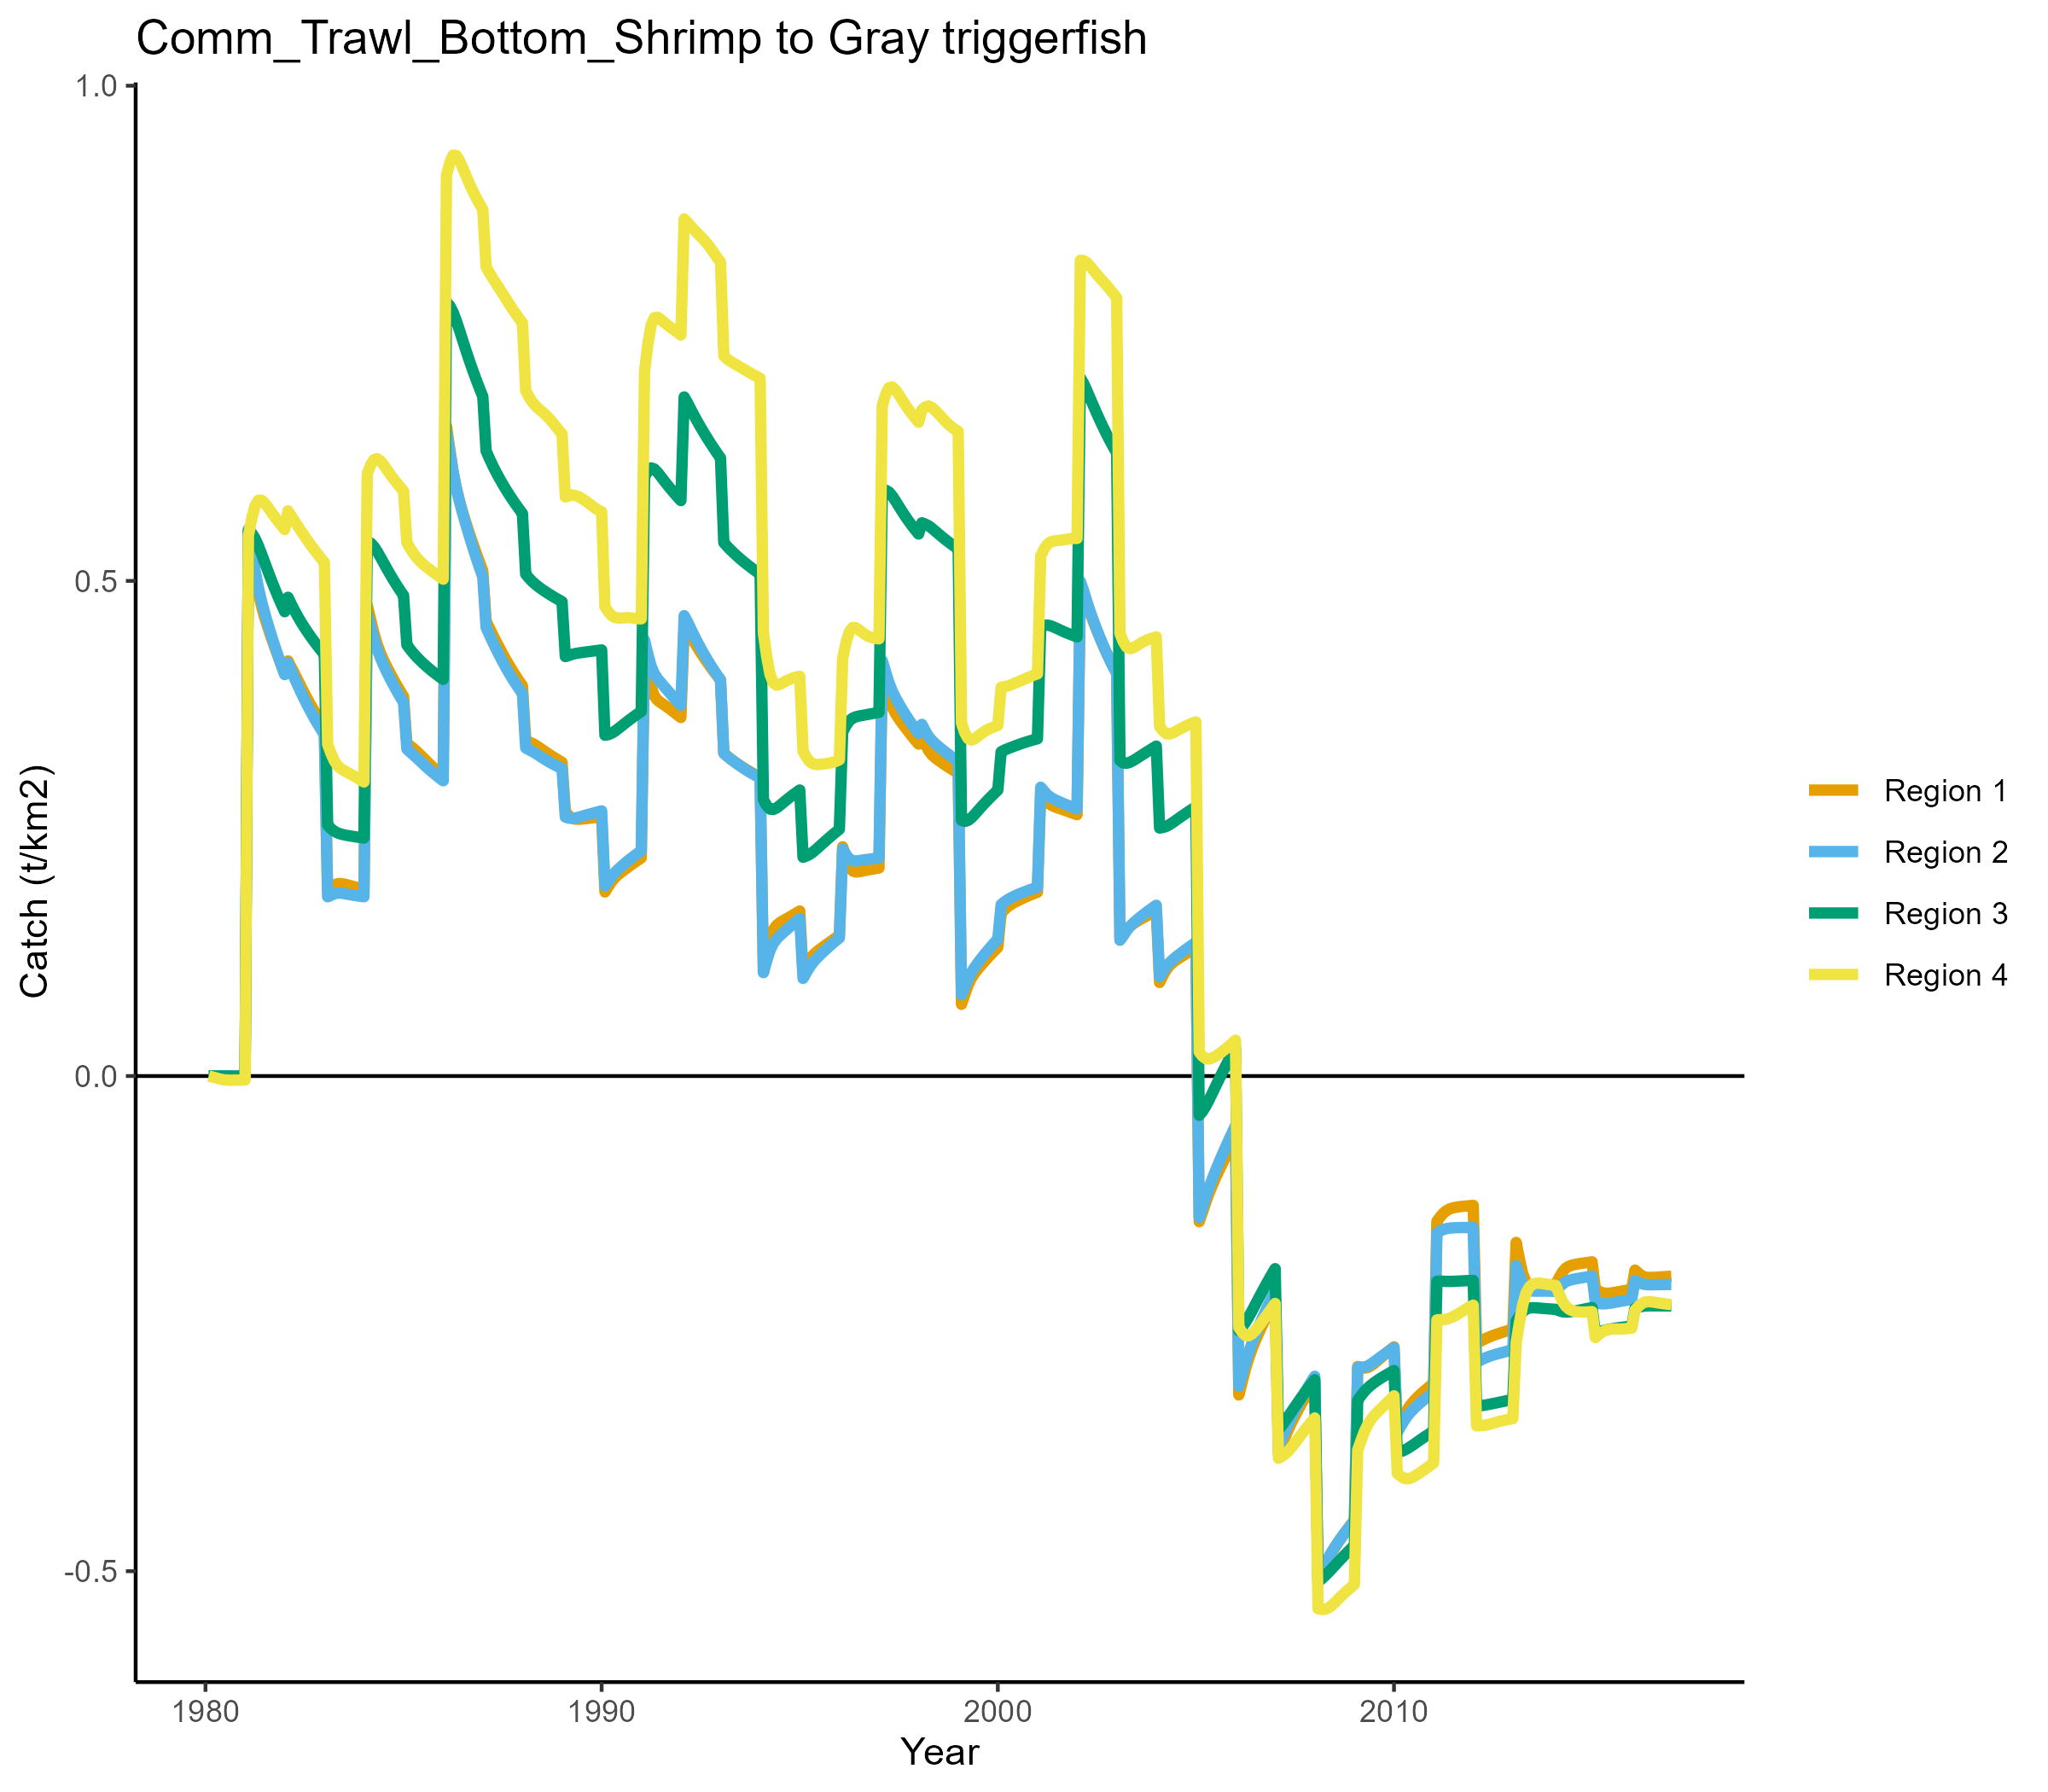 Comm_Trawl_Bottom_Shrimp to Gray triggerfish
1.0
0.5
0.0
-0.5
Catch (t/km2)
1980
1990
2000
2010
Year
Region 1
Region 2
Region 3
Region 4